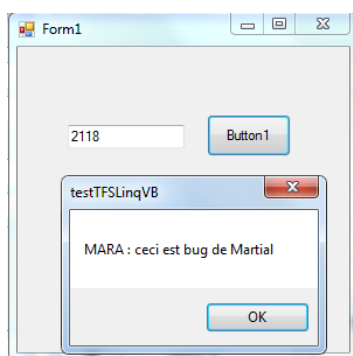 Form1
2118
Button1
testTFSLinqVB
MARA : ceci est bug de Martial
OK